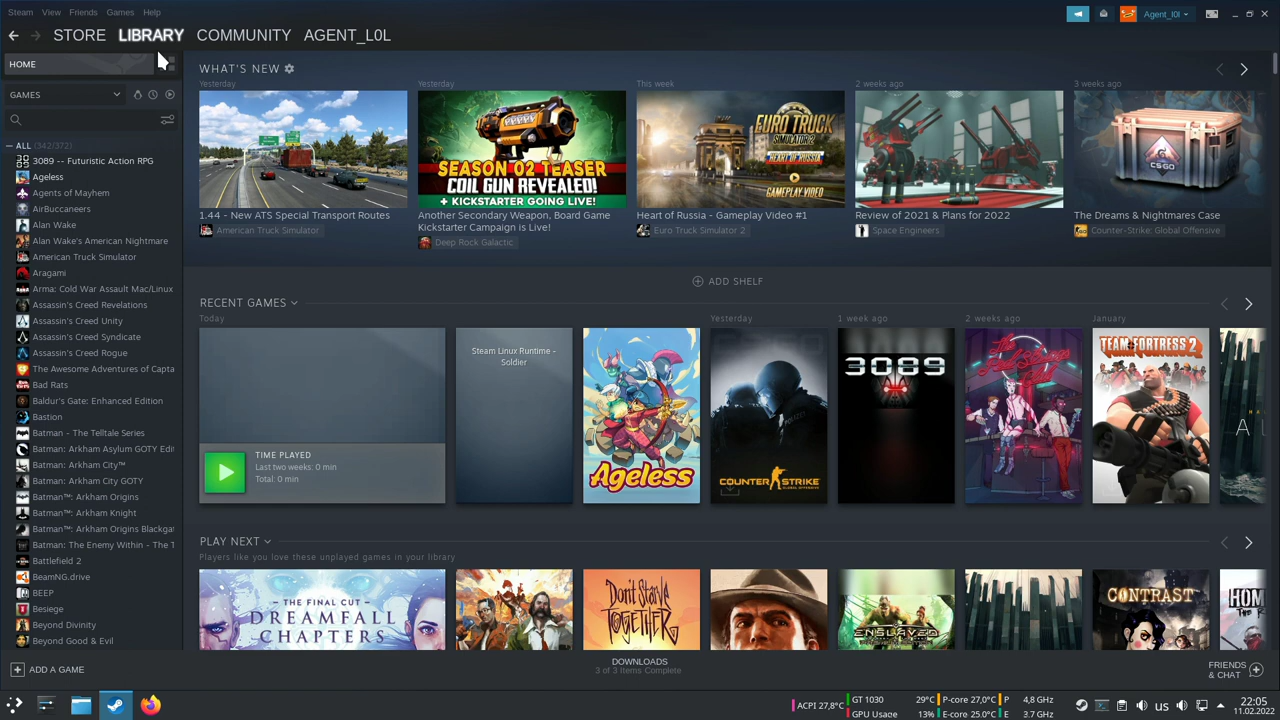 Steam View Friends Games Help
Agent_l0l
STORE LIBRARY COMMUNITY AGENT_L0L
HOME
GAMES
ALL (342/372)
3089 -- Futuristic Action RPG
Ageless
Agents of Mayhem
AirBuccaneers
Alan Wake
Alan Wake's American Nightmare
American Truck Simulator
Aragami
Arma: Cold War Assault Mac/Linux
Assassin's Creed Revelations
Assassin's Creed Unity
Assassin's Creed Syndicate
Assassin's Creed Rogue
The Awesome Adventures of Capta
Bad Rats
Baldur's Gate: Enhanced Edition
Bastion
Batman - The Telltale Series
Batman: Arkham Asylum GOTY Edit
Batman: Arkham City™
Batman: Arkham City GOTY
Batman™: Arkham Origins
Batman™: Arkham Knight
Batman™: Arkham Origins Blackgat
Batman: The Enemy Within - The T
Battlefield 2
BeamNG.drive
BEEP
Besiege
Beyond Divinity
Beyond Good & Evil
ADD A GAME
WHAT'S NEW
Yesterday
1.44 - New ATS Special Transport Routes
American Truck Simulator
Yesterday
SEASON 02 TEASER
COIL GUN REVEALED!
+ KICKSTARTER GOING LIVE!
Another Secondary Weapon, Board Game
Kickstarter Campaign is Live!
Deep Rock Galactic
This week
EURO TRUCK
SIMULATOR 2
HEART OF RUSSIA
GAMEPLAY VIDEO
Heart of Russia - Gameplay Video #1
Euro Truck Simulator 2
2 weeks ago
Review of 2021 & Plans for 2022
Space Engineers
3 weeks ago
CS:GO
The Dreams & Nightmares Case
Counter-Strike: Global Offensive
ADD SHELF
RECENT GAMES
Today
TIME PLAYED
Last two weeks: 0 min
Total: 0 min
Steam Linux Runtime -
Soldier
Ageless
Yesterday
COUNTER STRIKE
GLOBAL OFFENSIVE
1 week ago
3089
2 weeks ago
The Red Strings Club
January
TEAM FORTRESS 2
PLAY NEXT
Players like you love these unplayed games in your library
THE FINAL CUT
DREAMFALL
CHAPTERS
Don't Starve
TOGETHER
ENSLAVED
CONTRAST
DOWNLOADS
3 of 3 Items Complete
FRIENDS
& CHAT
ACPI 27,8°C
GT 1030 29°C
GPU Usage 13%
P-core 27,0°C
E-core 25,0°C
P 4,8 GHz
E 3,7 GHz
us
22:05
11.02.2022